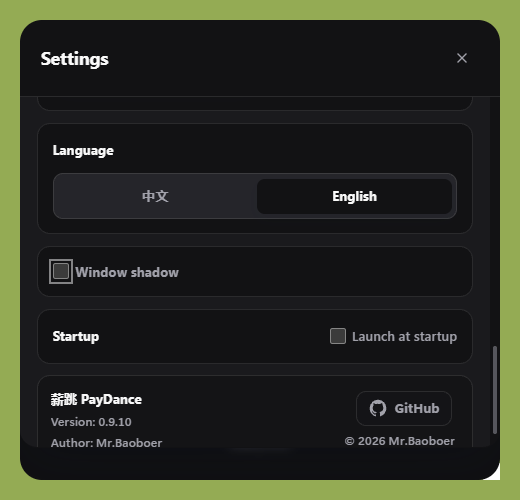 Settings
Language
中文
English
Window shadow
Startup
Launch at startup
薪跳 PayDance
GitHub
Version: 0.9.10
Author: Mr.Baoboer
© 2026 Mr.Baoboer